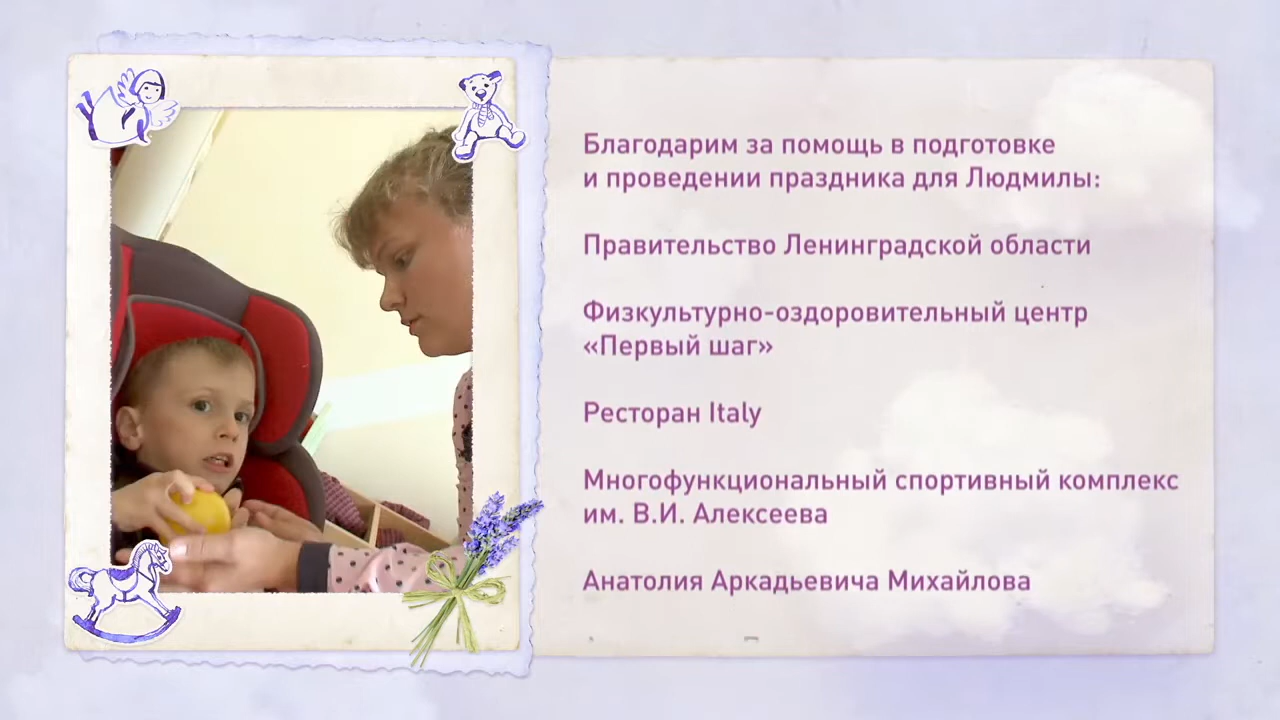 Благодарим за помощь в подготовке
и проведении праздника для Людмилы:
Правительство Ленинградской области
Физкультурно-оздоровительный центр
«Первый шаг»
Ресторан Italy
Многофункциональный спортивный комплекс
им. В.И. Алексеева
Анатолия Аркадьевича Михайлова